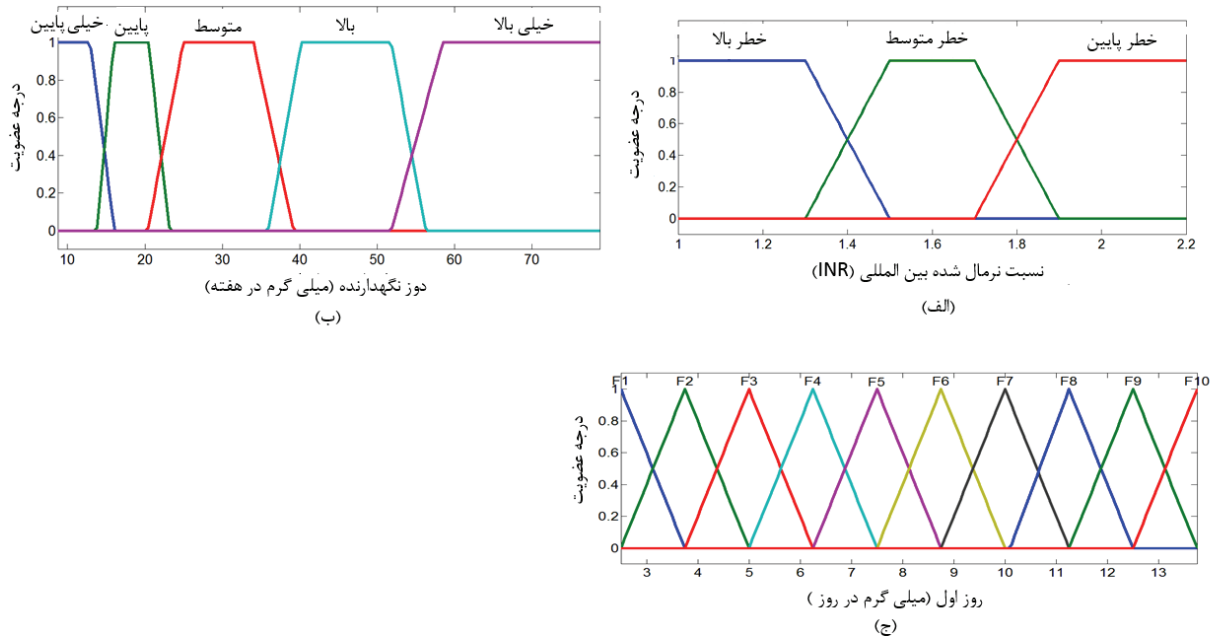 خطر بالا خطر متوسط خطر پایین
1
0.8
0.6
0.4
0.2
0
درجه عضویت
1 1.2 1.4 1.6 1.8 2 2.2
نسبت نرمال شده بین المللی (INR)
(الف)
خیلی پایین پایین متوسط بالا خیلی بالا
1
0.8
0.6
0.4
0.2
0
درجه عضویت
10 20 30 40 50 60 70
دوز نگهدارنده (میلی گرم در هفته)
(ب)
F1 F2 F3 F4 F5 F6 F7 F8 F9 F10
1
0.8
0.6
0.4
0.2
0
درجه عضویت
3 4 5 6 7 8 9 10 11 12 13
روز اول (میلی گرم در روز )
(ج)